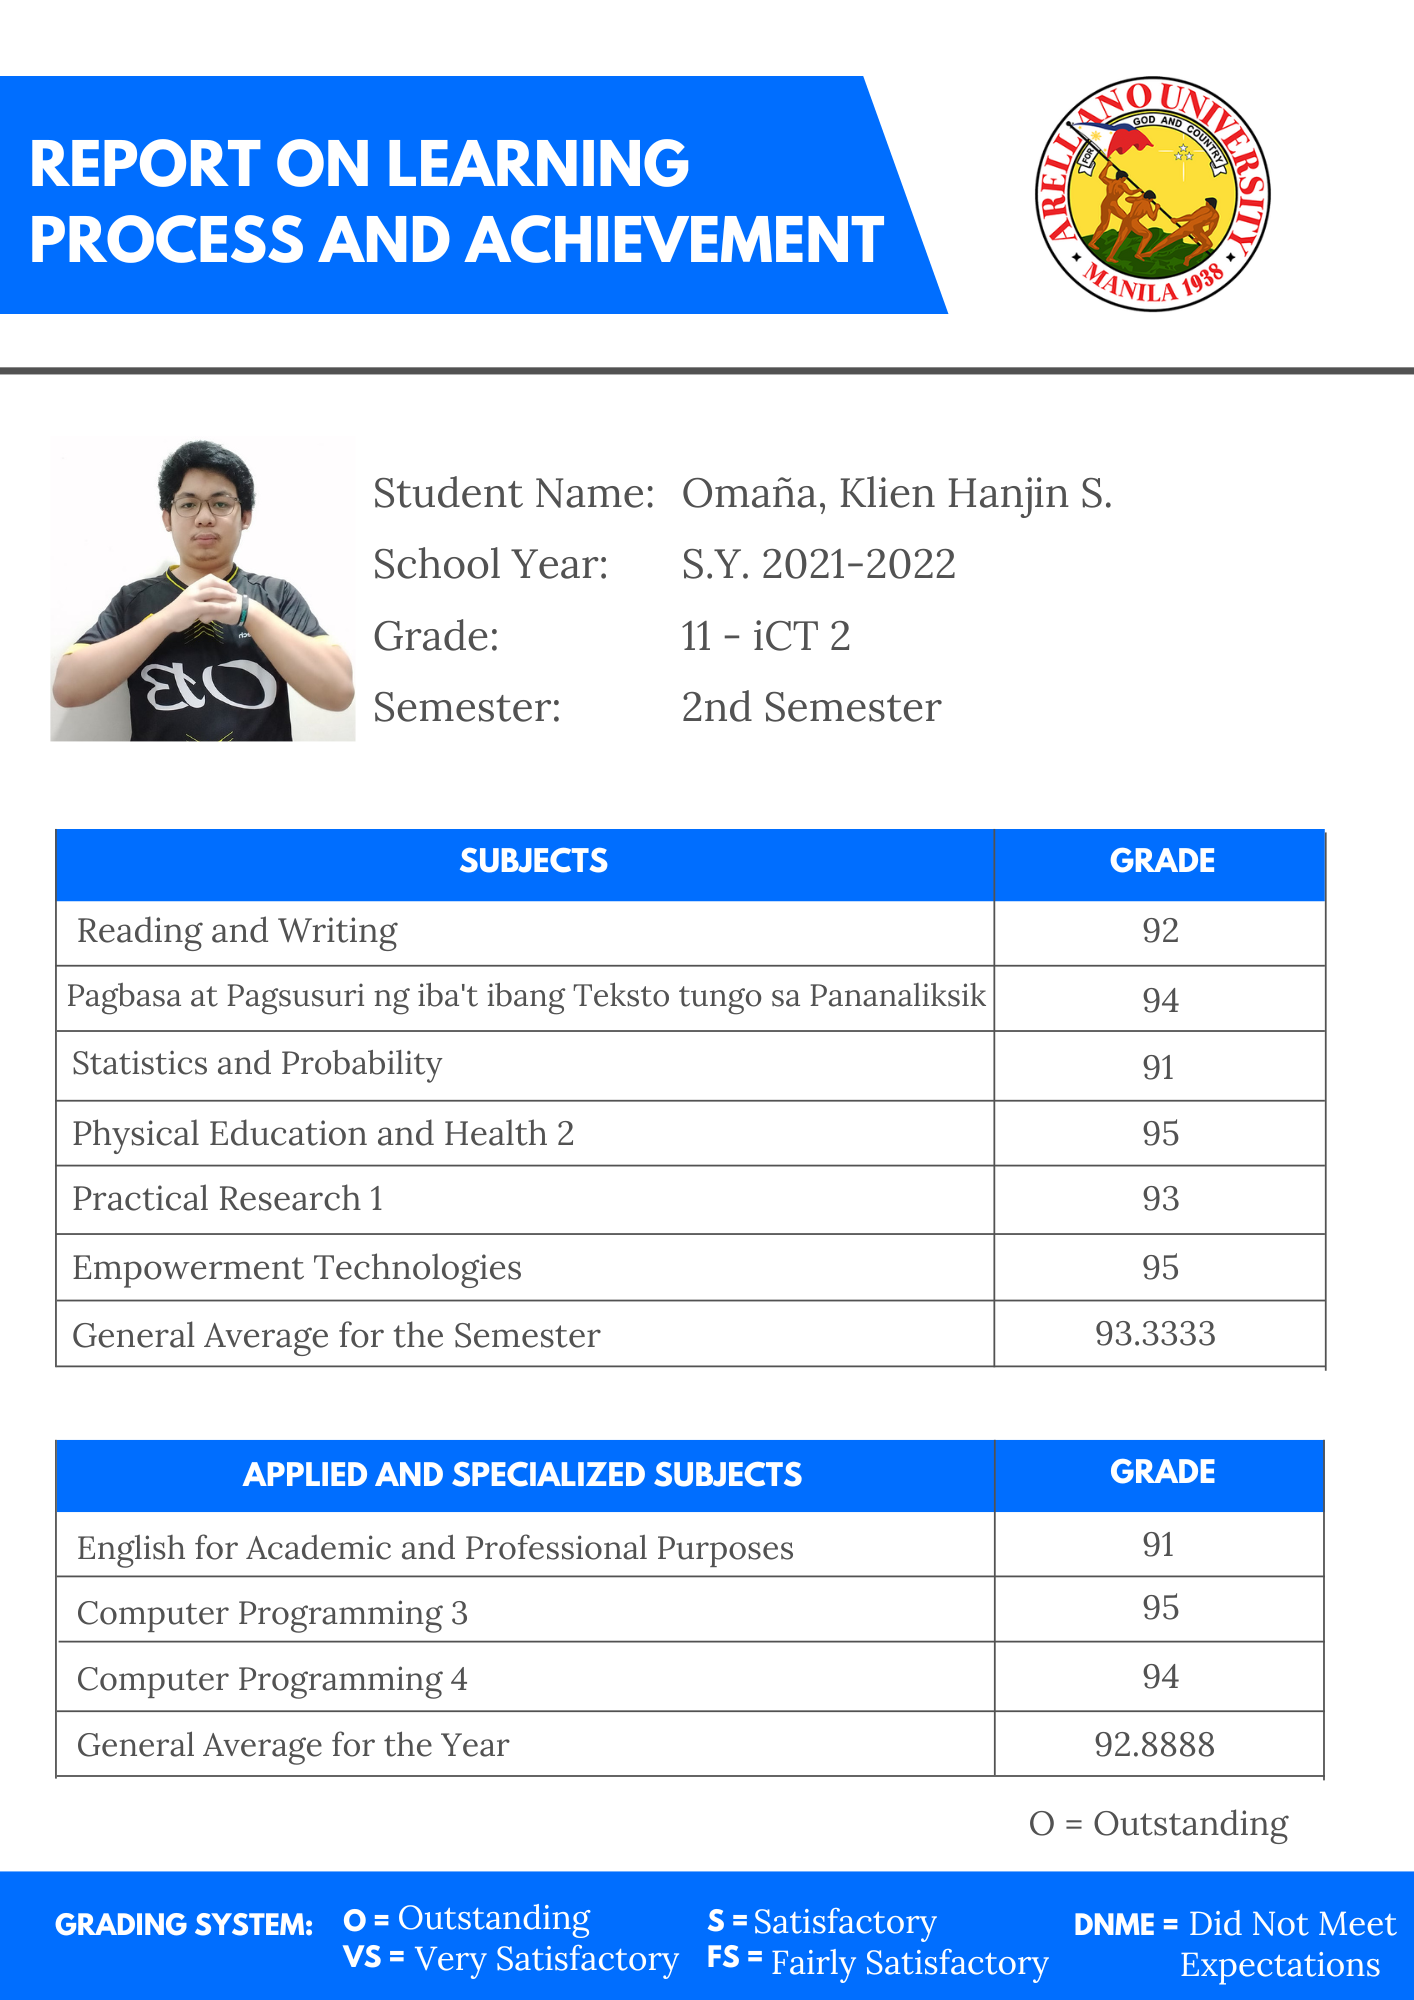 REPORT ON LEARNING
PROCESS AND ACHIEVEMENT
ARELLANO UNIVERSITY
FOR GOD AND COUNTRY
MANILA 1938
Student Name: Omaña, Klien Hanjin S.
School Year: S.Y. 2021-2022
Grade: 11 - iCT 2
Semester: 2nd Semester
SUBJECTS GRADE
Reading and Writing 92
Pagbasa at Pagsusuri ng iba't ibang Teksto tungo sa Pananaliksik 94
Statistics and Probability 91
Physical Education and Health 2 95
Practical Research 1 93
Empowerment Technologies 95
General Average for the Semester 93.3333
APPLIED AND SPECIALIZED SUBJECTS GRADE
English for Academic and Professional Purposes 91
Computer Programming 3 95
Computer Programming 4 94
General Average for the Year 92.8888
O = Outstanding
GRADING SYSTEM: O = Outstanding S = Satisfactory DNME = Did Not Meet
VS = Very Satisfactory FS = Fairly Satisfactory Expectations